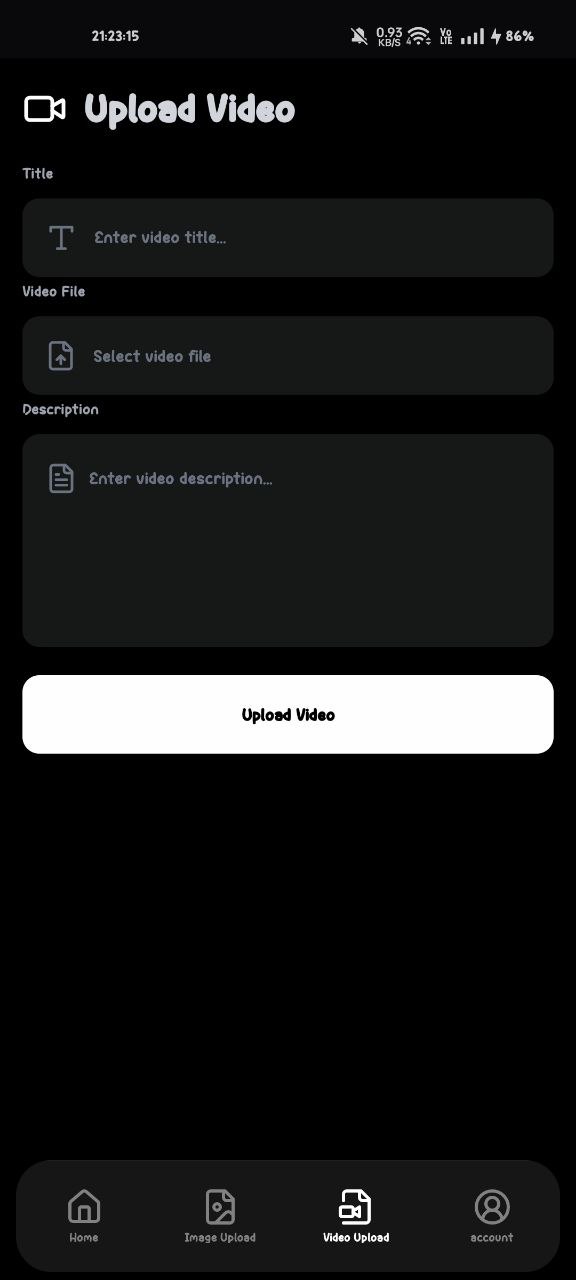 21:23:15
0.93 KB/S 4 Vo LTE 86%
Upload Video
Title
Enter video title...
Video File
Select video file
Description
Enter video description...
Upload Video
Home Image Upload Video Upload account